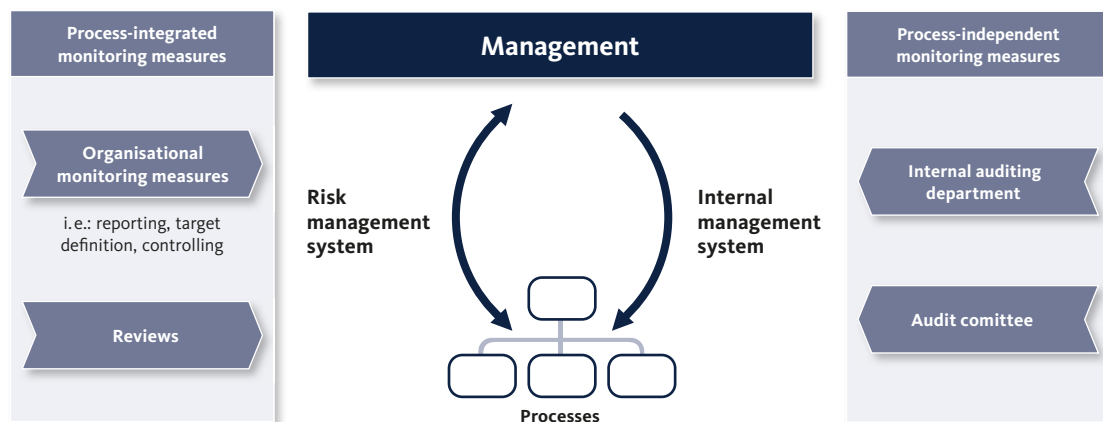 Process-integrated
monitoring measures
Organisational
monitoring measures
i. e.: reporting, target
definition, controlling
Reviews
Management
Risk
management
system
Internal
management
system
Processes
Process-independent
monitoring measures
Internal auditing
department
Audit comittee